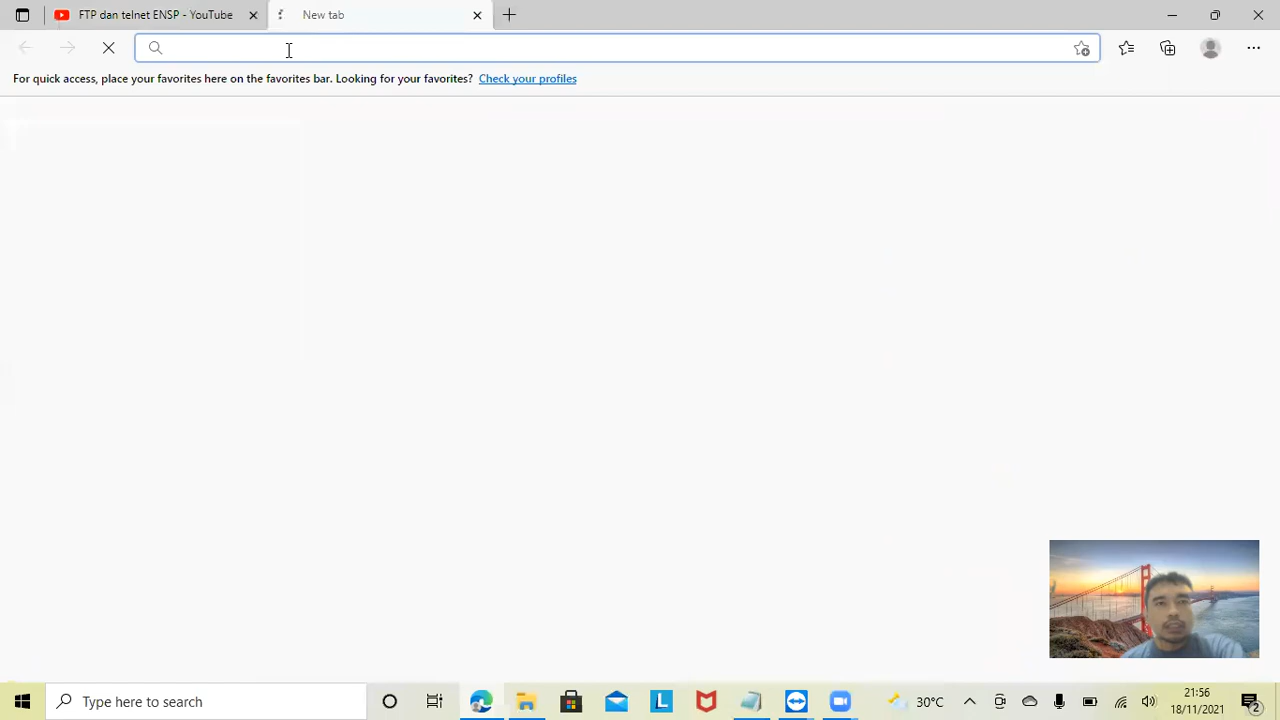 FTP dan telnet ENSP - YouTube
New tab
For quick access, place your favorites here on the favorites bar. Looking for your favorites? Check your profiles
Type here to search
L
30°C
21:56
18/11/2021
2